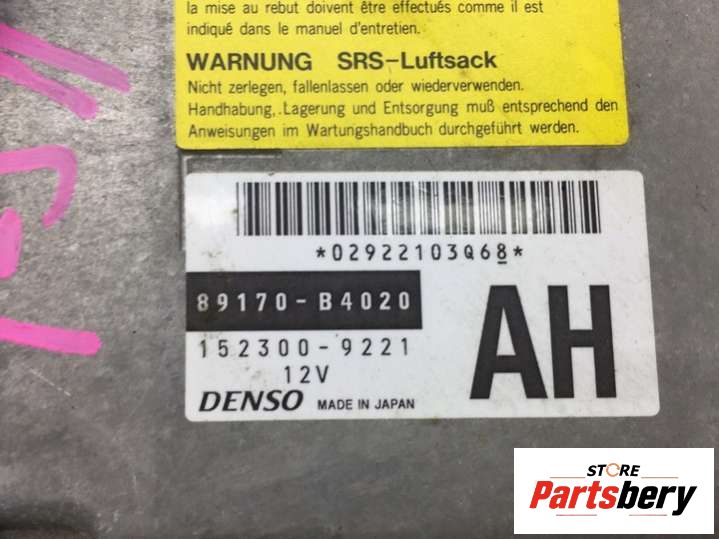 la mise au rebut doivent être effectués comme il est
indiqué dans le manuel d'entretien.
WARNUNG SRS-Luftsack
Nicht zerlegen, fallenlassen oder wiederverwenden.
Handhabung,.Lagerung und Entsorgung muß entsprechend den
Anweisungen im Wartungshandbuch durchgeführt werden.
*02922103Q68*
89170-B4020
152300-9221
12V
DENSO MADE IN JAPAN
AH
STORE
Partsbery